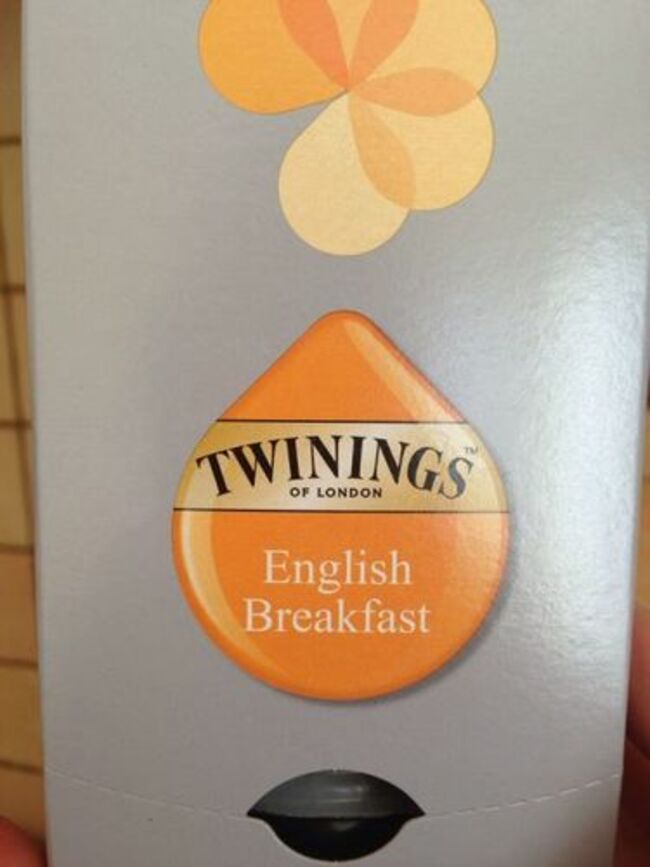 TWININGS™
OF LONDON
English
Breakfast